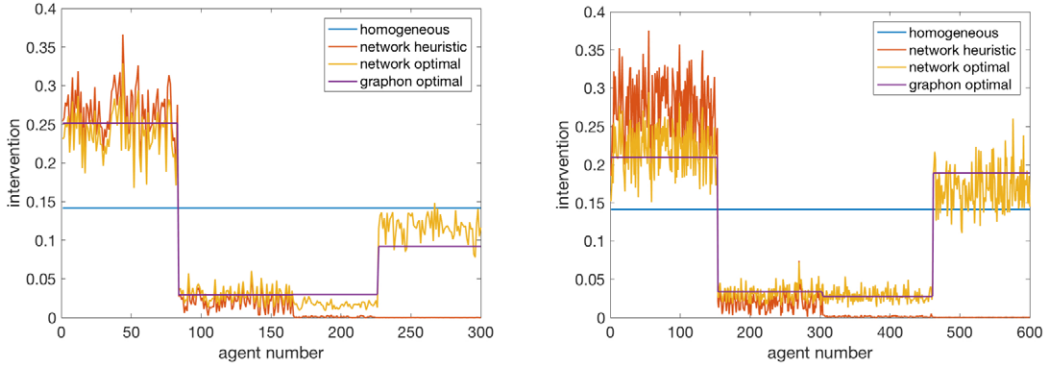 0.4
0.35
0.3
0.25
0.2
0.15
0.1
0.05
0
intervention
homogeneous
network heuristic
network optimal
graphon optimal
0 50 100 150 200 250 300
agent number
0.4
0.35
0.3
0.25
0.2
0.15
0.1
0.05
0
intervention
homogeneous
network heuristic
network optimal
graphon optimal
0 100 200 300 400 500 600
agent number